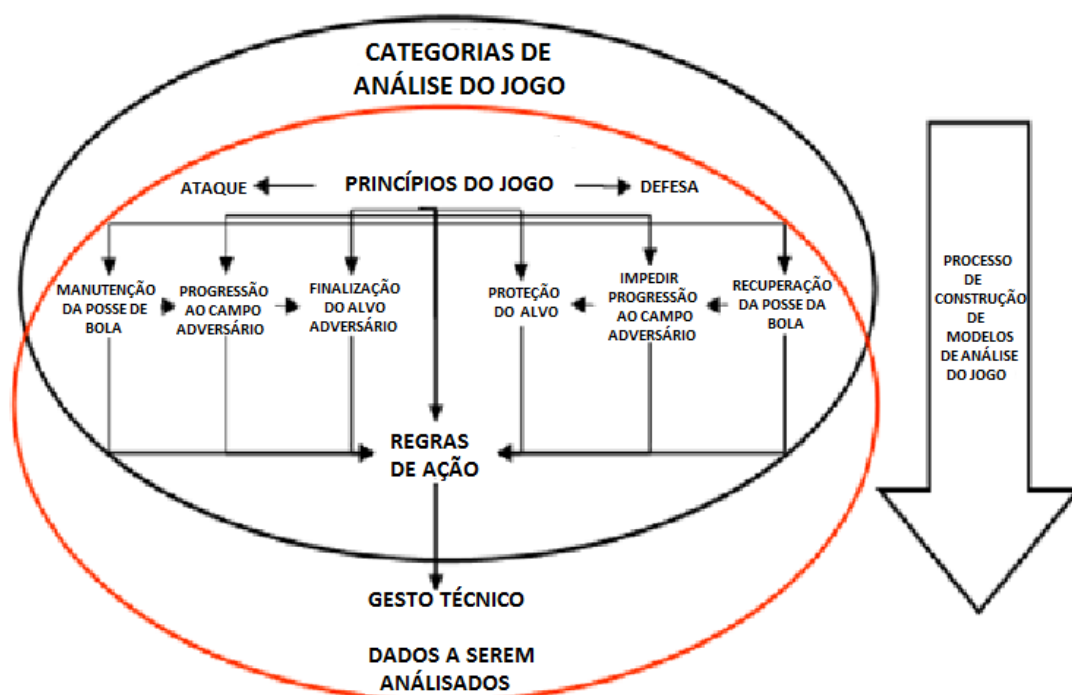 CATEGORIAS DE
ANÁLISE DO JOGO
ATAQUE
PRINCÍPIOS DO JOGO
DEFESA
MANUTENÇÃO
DA POSSE DE
BOLA
PROGRESSÃO
AO CAMPO
ADVERSÁRIO
FINALIZAÇÃO
DO ALVO
ADVERSÁRIO
PROTEÇÃO
DO ALVO
IMPEDIR
PROGRESSÃO
AO CAMPO
ADVERSÁRIO
RECUPERAÇÃO
DA POSSE DA
BOLA
REGRAS
DE AÇÃO
GESTO TÉCNICO
DADOS A SEREM
ANÁLISADOS
PROCESSO
DE
CONSTRUÇÃO
DE
MODELOS
DE ANÁLISE
DO JOGO